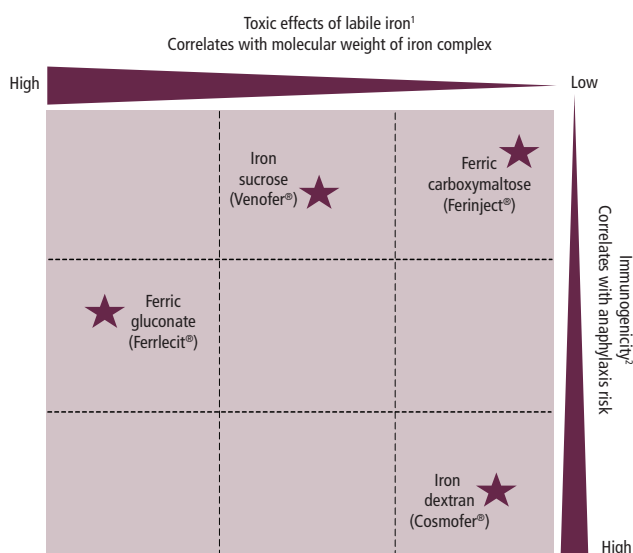 Toxic effects of labile iron¹
Correlates with molecular weight of iron complex
High
Low
Iron
sucrose
(Venofer®)
Ferric
carboxymaltose
(Ferinject®)
Ferric
gluconate
(Ferrlecit®)
Iron
dextran
(Cosmofer®)
Immunogenicity²
Correlates with anaphylaxis risk
High